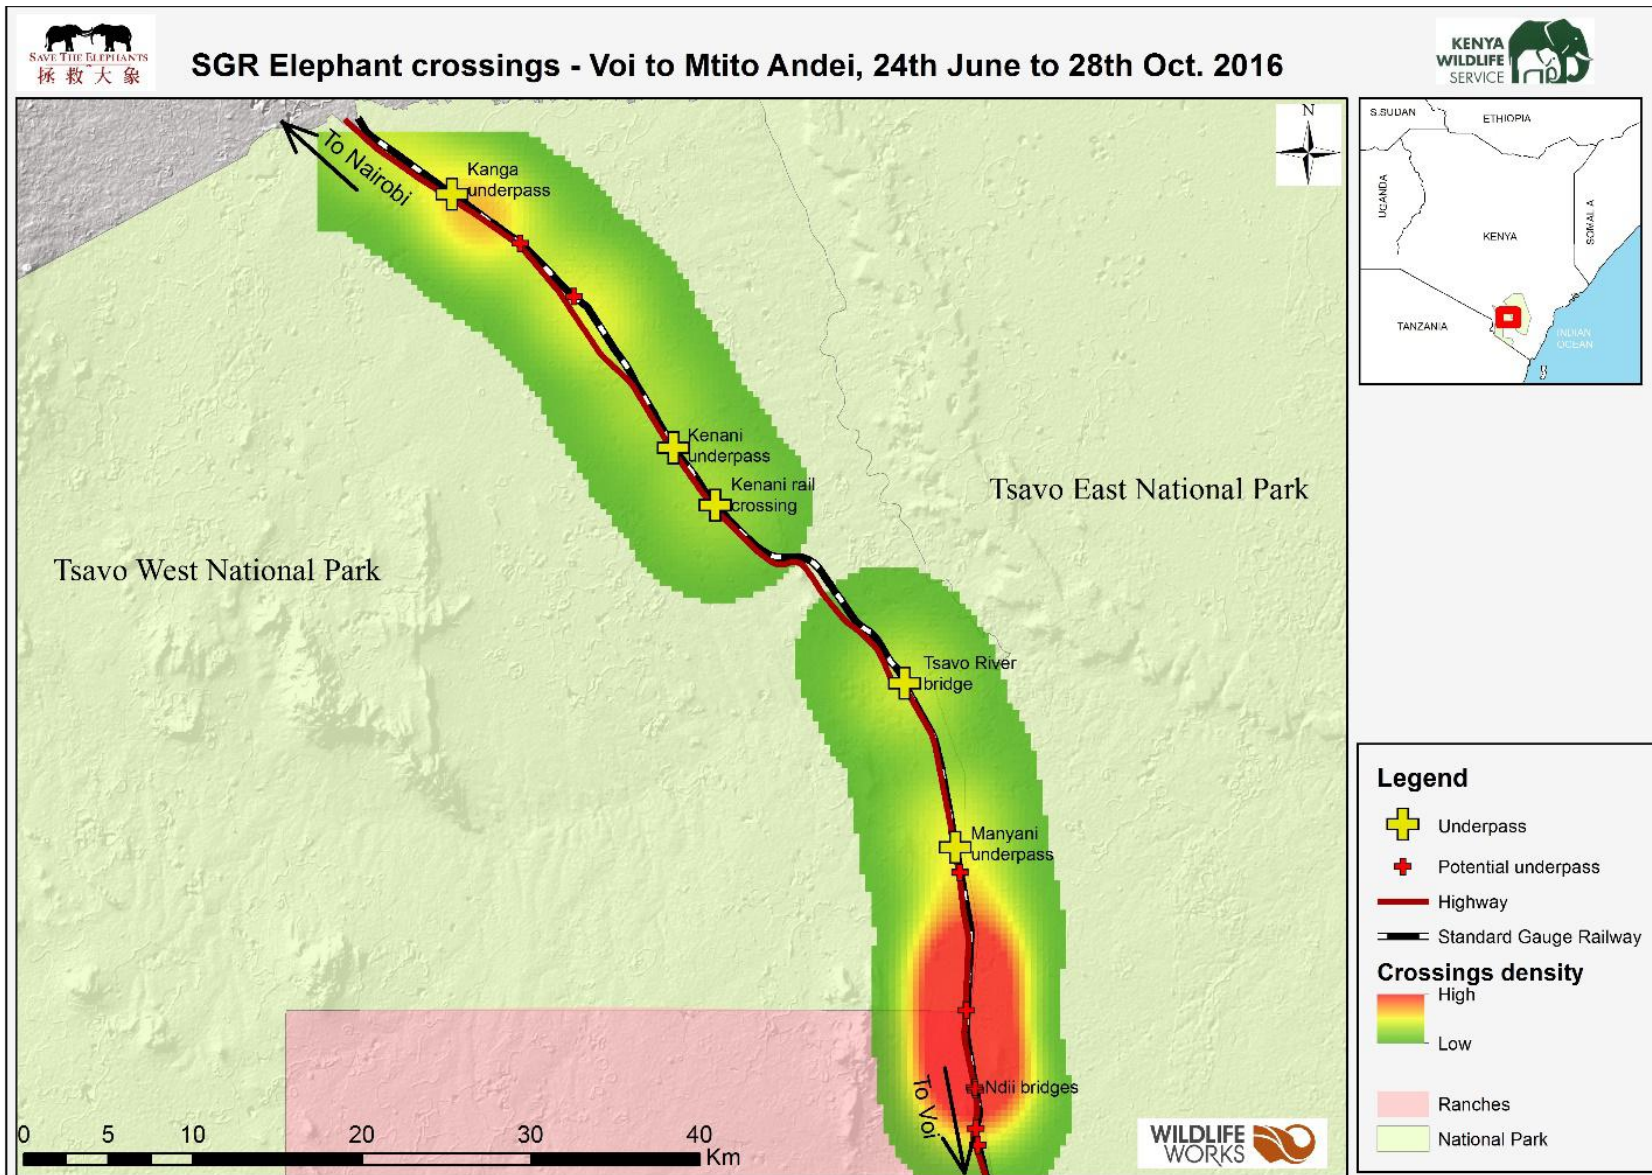 SAVE THE ELEPHANTS
拯救大象
SGR Elephant crossings - Voi to Mtito Andei, 24th June to 28th Oct. 2016
KENYA
WILDLIFE
SERVICE
To Nairobi
Kanga
underpass
N
Kenani
underpass
Kenani rail
crossing
Tsavo East National Park
Tsavo West National Park
Tsavo River
bridge
Manyani
underpass
Ndii bridges
To Voi
0 5 10 20 30 40
Km
WILDLIFE
WORKS
S.SUDAN
ETHIOPIA
UGANDA
SOMALIA
KENYA
TANZANIA
INDIAN
OCEAN
Legend
Underpass
Potential underpass
Highway
Standard Gauge Railway
Crossings density
High
Low
Ranches
National Park